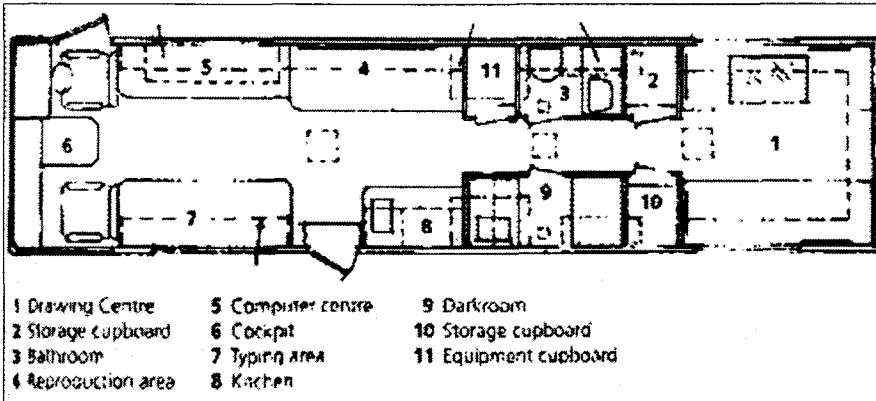 5
4
11
3
2
6
1
7
8
9
10
1 Drawing Centre
2 Storage cupboard
3 Bathroom
4 Reproduction area
5 Computer centre
6 Cockpit
7 Typing area
8 Kitchen
9 Darkroom
10 Storage cupboard
11 Equipment cupboard